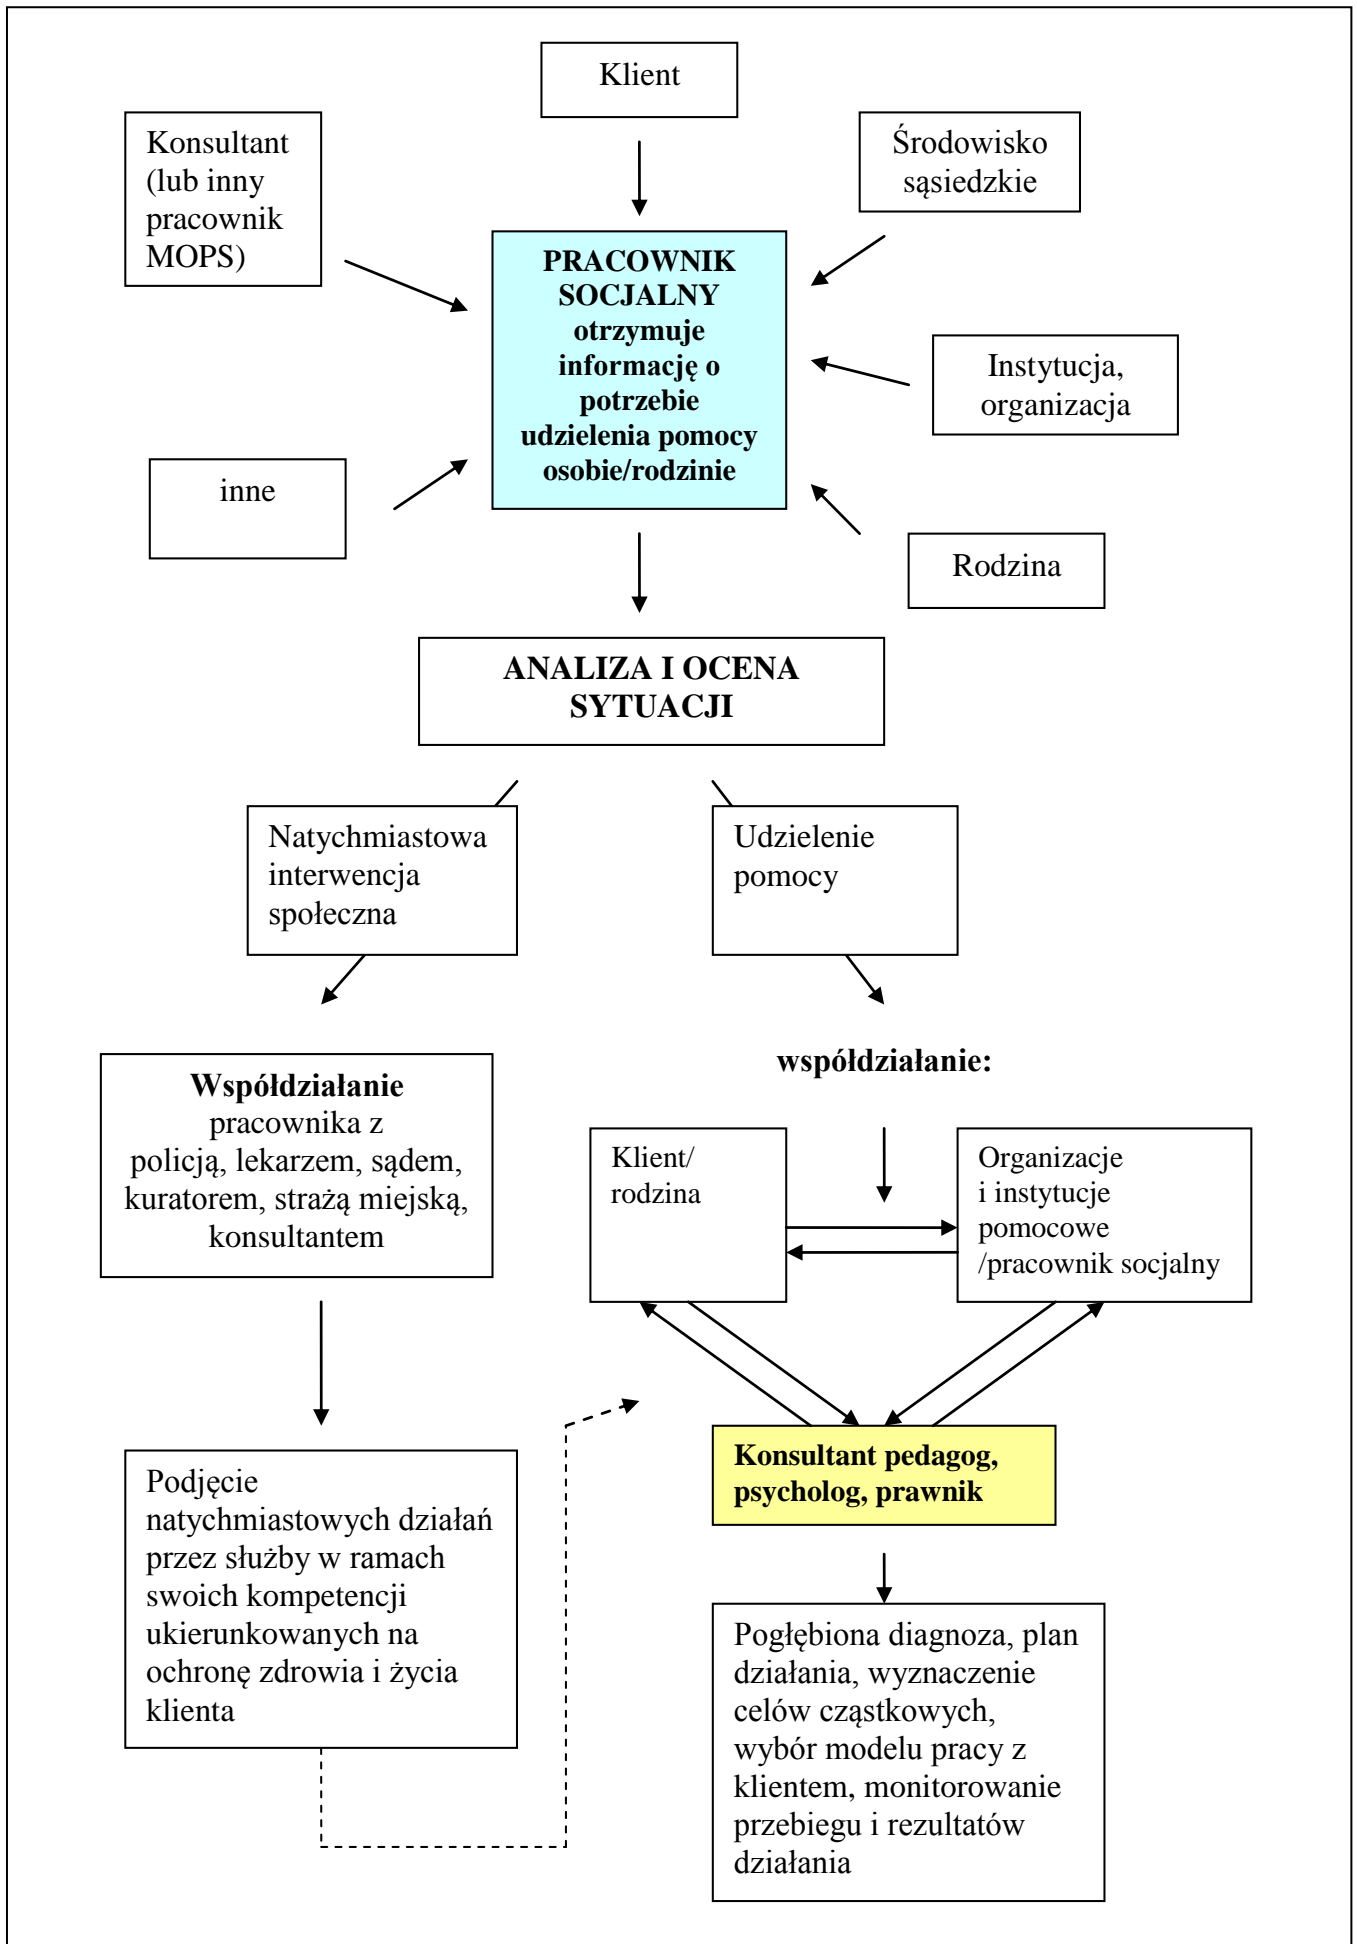 Klient
Konsultant
(lub inny
pracownik
MOPS)
Środowisko
sąsiedzkie
PRACOWNIK
SOCJALNY
otrzymuje
informację o
potrzebie
udzielenia pomocy
osobie/rodzinie
Instytucja,
organizacja
inne
Rodzina
ANALIZA I OCENA
SYTUACJI
Natychmiastowa
interwencja
społeczna
Udzielenie
pomocy
Współdziałanie
pracownika z
policją, lekarzem, sądem,
kuratorem, strażą miejską,
konsultantem
współdziałanie:
Klient/
rodzina
Organizacje
i instytucje
pomocowe
/pracownik socjalny
Konsultant pedagog,
psycholog, prawnik
Podjęcie
natychmiastowych działań
przez służby w ramach
swoich kompetencji
ukierunkowanych na
ochronę zdrowia i życia
klienta
Pogłębiona diagnoza, plan
działania, wyznaczenie
celów cząstkowych,
wybór modelu pracy z
klientem, monitorowanie
przebiegu i rezultatów
działania